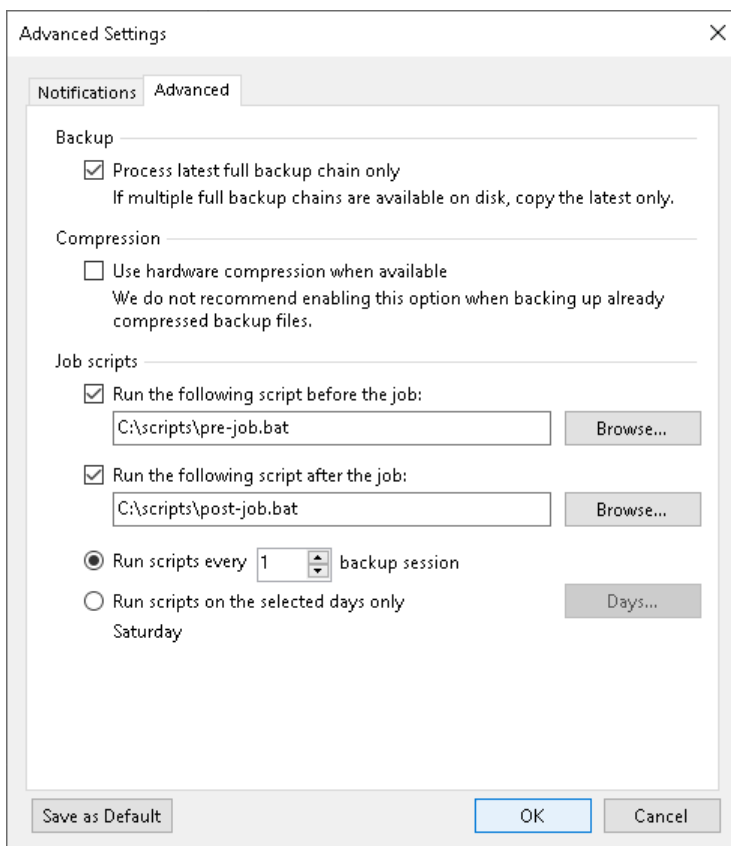 Advanced Settings
Notifications
Advanced
Backup
Process latest full backup chain only
If multiple full backup chains are available on disk, copy the latest only.
Compression
Use hardware compression when available
We do not recommend enabling this option when backing up already
compressed backup files.
Job scripts
Run the following script before the job:
C:\scripts\pre-job.bat
Browse...
Run the following script after the job:
C:\scripts\post-job.bat
Browse...
Run scripts every 1 backup session
Run scripts on the selected days only
Days...
Saturday
Save as Default
OK
Cancel